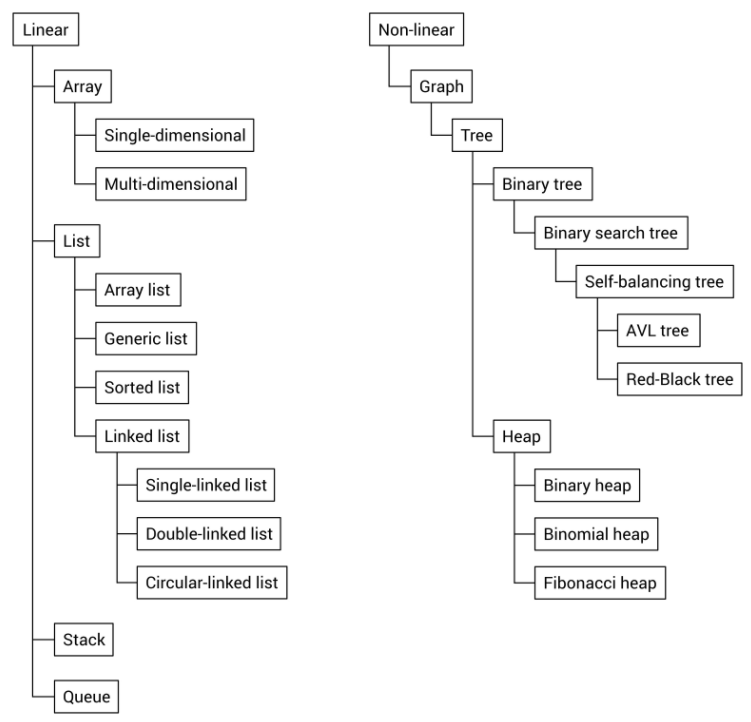 Linear
Array
Single-dimensional
Multi-dimensional
List
Array list
Generic list
Sorted list
Linked list
Single-linked list
Double-linked list
Circular-linked list
Stack
Queue
Non-linear
Graph
Tree
Binary tree
Binary search tree
Self-balancing tree
AVL tree
Red-Black tree
Heap
Binary heap
Binomial heap
Fibonacci heap